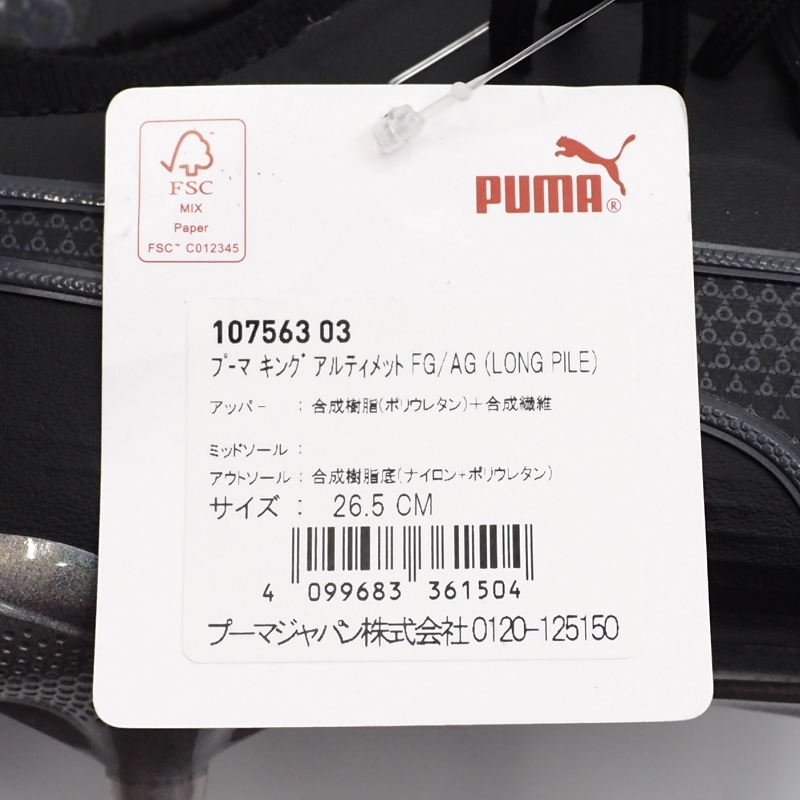 FSC
MIX
Paper
FSC™ C012345
PUMA®
107563 03
プーマ キング アルティメット FG/AG (LONG PILE)
アッパー : 合成樹脂(ポリウレタン)+合成繊維
ミッドソール :
アウトソール : 合成樹脂底(ナイロン+ポリウレタン)
サイズ : 26.5 CM
4 099683 361504
プーマジャパン株式会社0120-125150